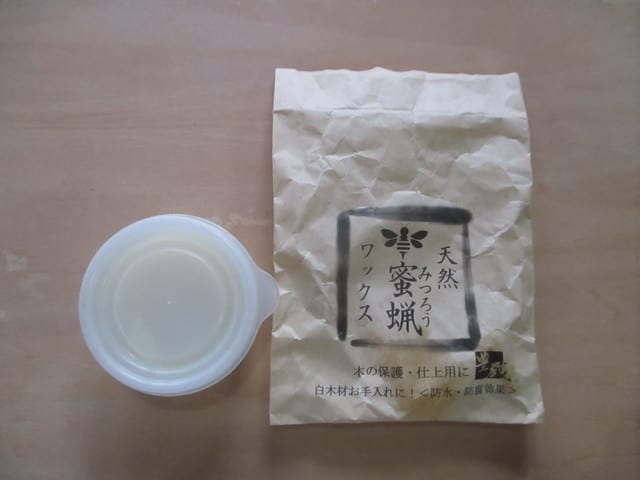 天然
みつろう
蜜蝋
ワックス
木の保護・仕上用に
白木材お手入れに!<防水・防腐効果>